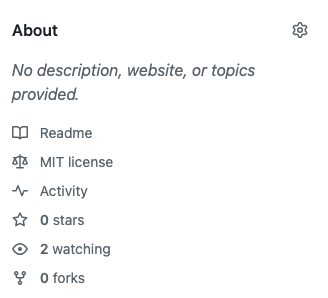 About
No description, website, or topics
provided.
Readme
MIT license
Activity
0 stars
2 watching
0 forks